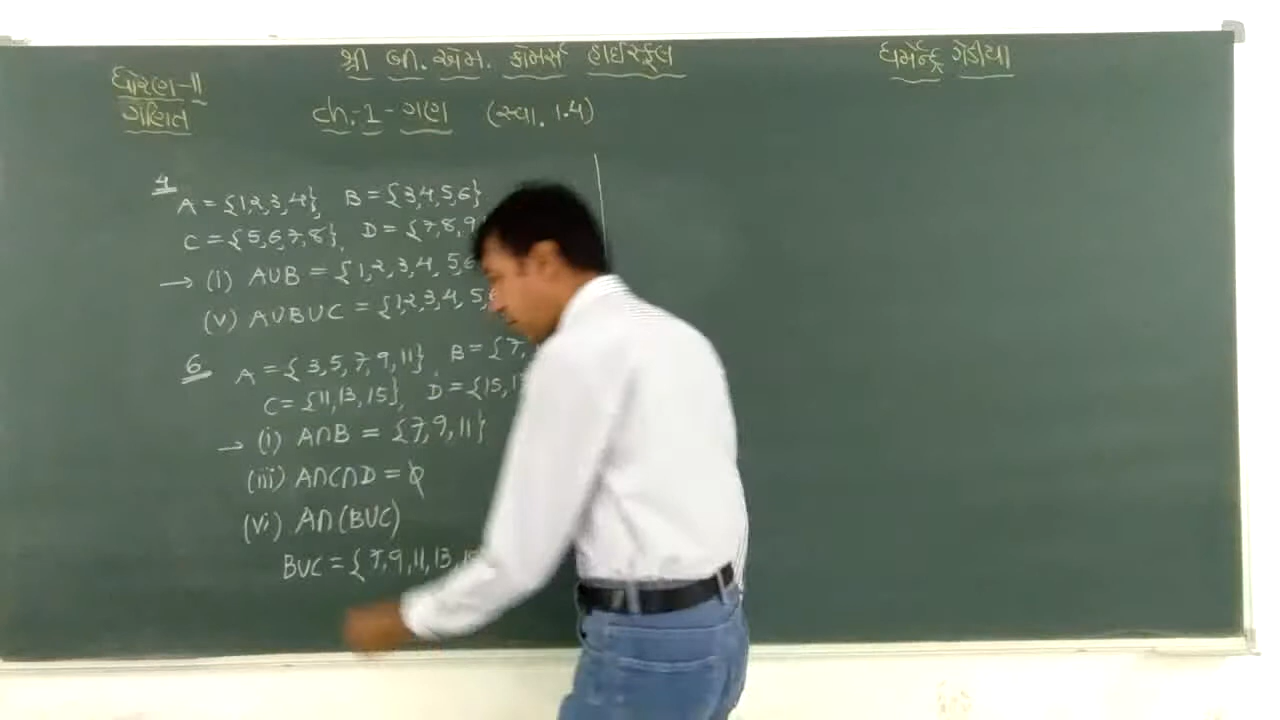 શ્રી બી. એમ. કોમર્સ હાઈસ્કૂલ
ધર્મેન્દ્ર ગેડીયા
ધોરણ-11
ગણિત
ch.-1 - ગણ (સ્વા. 1.4)
4
A = {1,2,3,4}, B = {3,4,5,6}
C = {5,6,7,8}, D = {7,8,9
→ (i) A∪B = {1,2,3,4,5,6
(v) A∪B∪C = {1,2,3,4,5,6
6
A = {3,5,7,9,11}, B = {7,
C = {11,13,15}, D = {15,1
→ (i) A∩B = {7,9,11}
(iii) A∩C∩D = φ
(vi) A∩(B∪C)
B∪C = {7,9,11,13,15